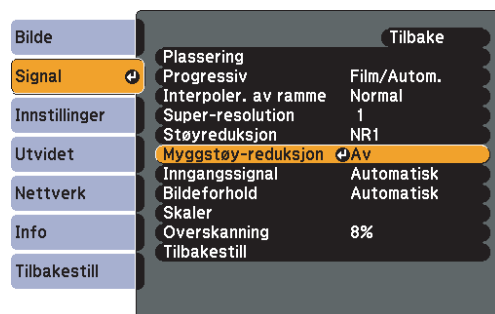 Bilde
Signal
Innstillinger
Utvidet
Nettverk
Info
Tilbakestill
Tilbake
Plassering
Progressiv Film/Autom.
Interpoler. av ramme Normal
Super-resolution 1
Støyreduksjon NR1
Myggstøy-reduksjon Av
Inngangssignal Automatisk
Bildeforhold Automatisk
Skaler
Overskanning 8%
Tilbakestill